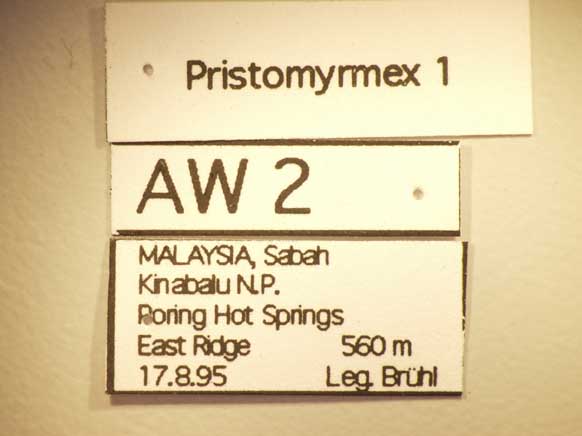 Pristomyrmex 1
AW 2
MALAYSIA, Sabah
Kinabalu N.P.
Poring Hot Springs
East Ridge 560 m
17.8.95 Leg. Brühl